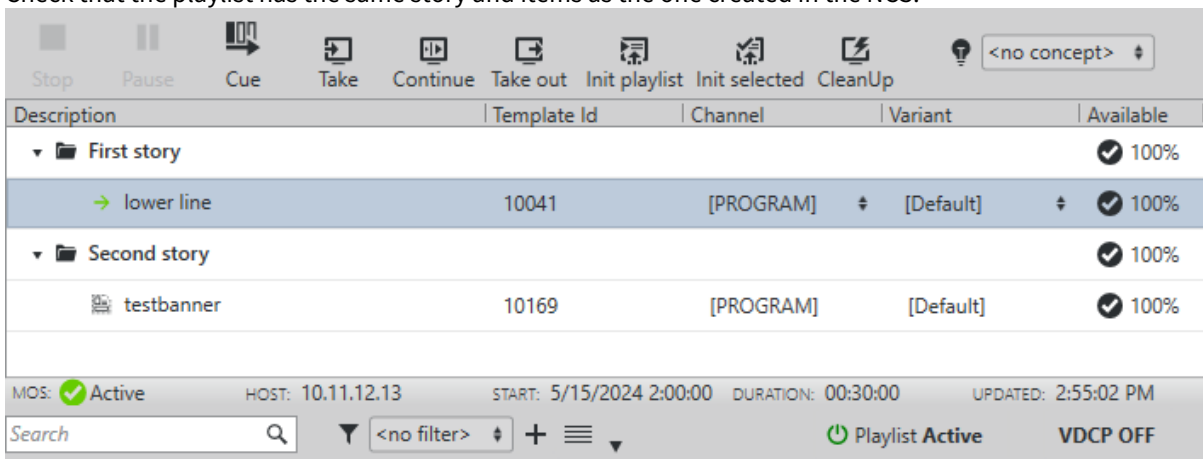 Check that the playlist has the same story and items as the one created in the NCS.
Stop Pause Cue Take Continue Take out Init playlist Init selected CleanUp <no concept>
Description Template Id Channel Variant Available
First story 100%
lower line 10041 [PROGRAM] [Default] 100%
Second story 100%
testbanner 10169 [PROGRAM] [Default] 100%
MOS: Active HOST: 10.11.12.13 START: 5/15/2024 2:00:00 DURATION: 00:30:00 UPDATED: 2:55:02 PM
Search <no filter> Playlist Active VDCP OFF